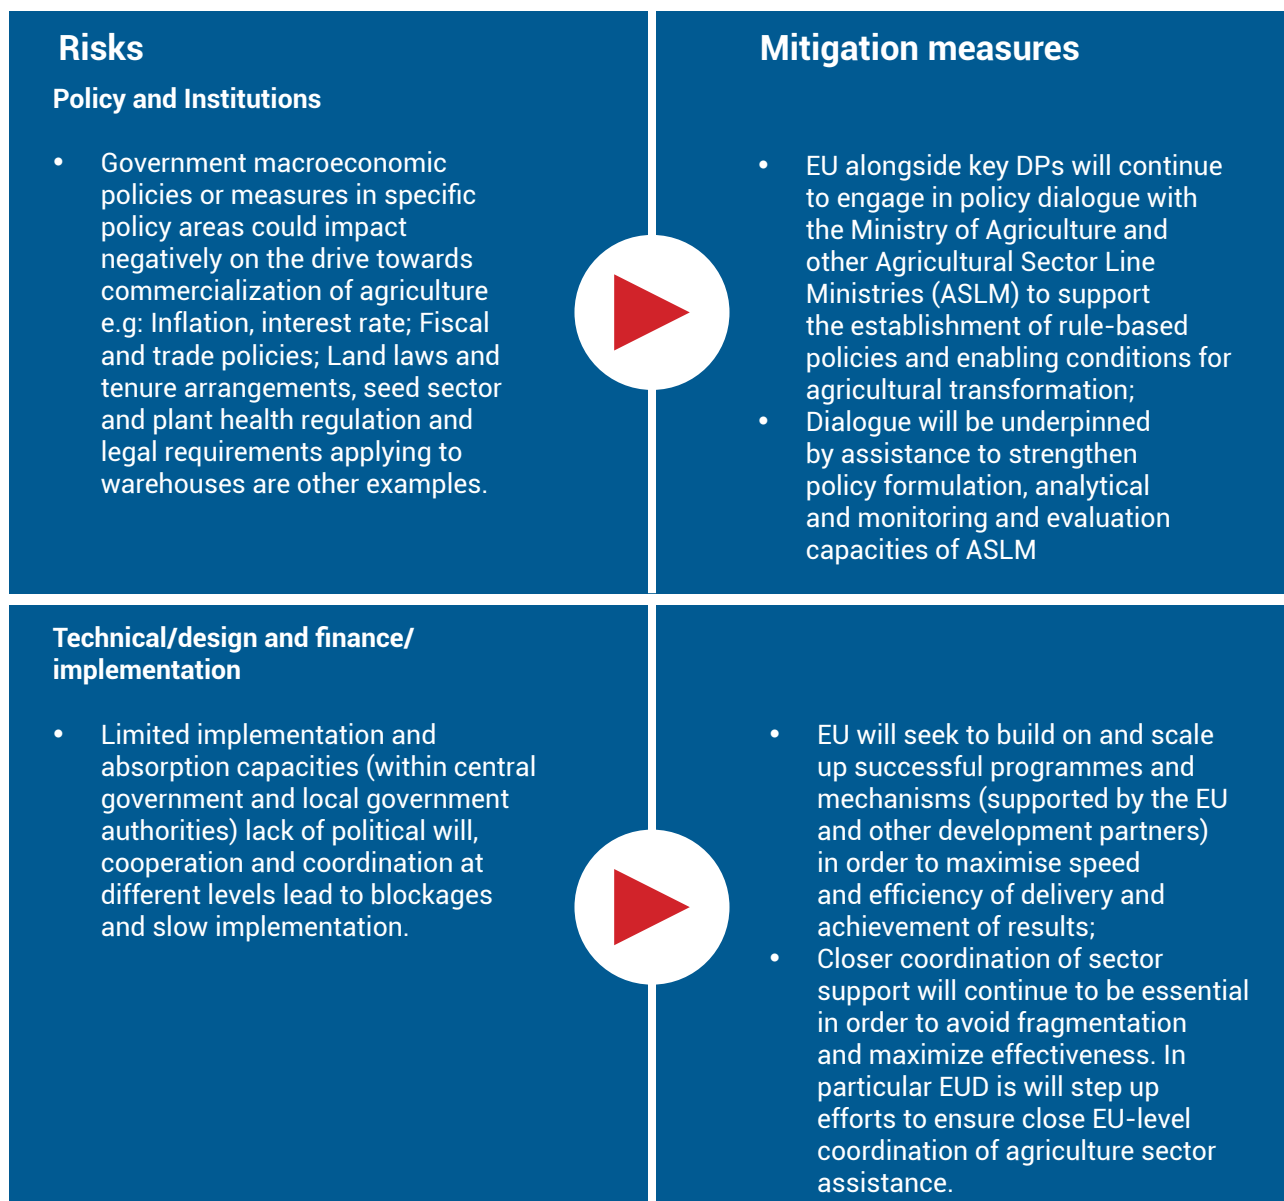 Risks
Policy and Institutions
• Government macroeconomic
policies or measures in specific
policy areas could impact
negatively on the drive towards
commercialization of agriculture
e.g: Inflation, interest rate; Fiscal
and trade policies; Land laws and
tenure arrangements, seed sector
and plant health regulation and
legal requirements applying to
warehouses are other examples.
Mitigation measures
• EU alongside key DPs will continue
to engage in policy dialogue with
the Ministry of Agriculture and
other Agricultural Sector Line
Ministries (ASLM) to support
the establishment of rule-based
policies and enabling conditions for
agricultural transformation;
• Dialogue will be underpinned
by assistance to strengthen
policy formulation, analytical
and monitoring and evaluation
capacities of ASLM
Technical/design and finance/
implementation
• Limited implementation and
absorption capacities (within central
government and local government
authorities) lack of political will,
cooperation and coordination at
different levels lead to blockages
and slow implementation.
• EU will seek to build on and scale
up successful programmes and
mechanisms (supported by the EU
and other development partners)
in order to maximise speed
and efficiency of delivery and
achievement of results;
• Closer coordination of sector
support will continue to be essential
in order to avoid fragmentation
and maximize effectiveness. In
particular EUD is will step up
efforts to ensure close EU-level
coordination of agriculture sector
assistance.